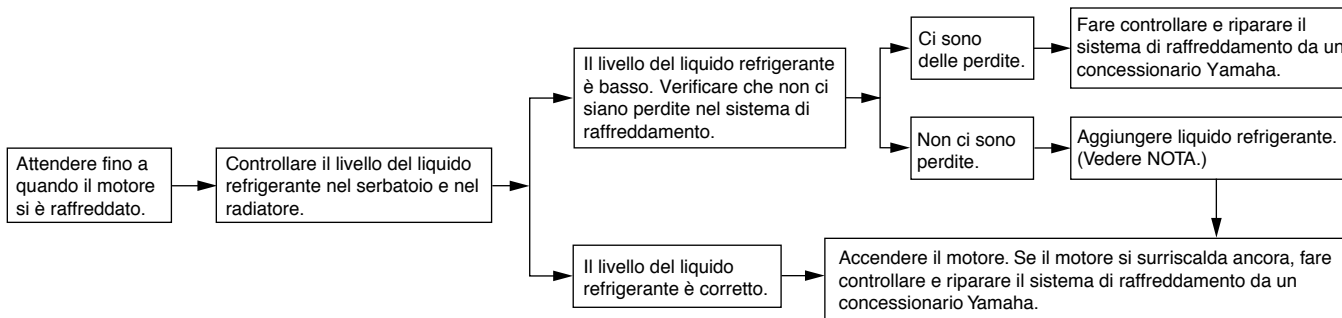 Attendere fino a
quando il motore
si è raffreddato.
Controllare il livello del liquido
refrigerante nel serbatoio e nel
radiatore.
Il livello del liquido refrigerante
è basso. Verificare che non ci
siano perdite nel sistema di
raffreddamento.
Ci sono
delle perdite.
Fare controllare e riparare il
sistema di raffreddamento da un
concessionario Yamaha.
Non ci sono
perdite.
Aggiungere liquido refrigerante.
(Vedere NOTA.)
Il livello del liquido
refrigerante è corretto.
Accendere il motore. Se il motore si surriscalda ancora, fare
controllare e riparare il sistema di raffreddamento da un
concessionario Yamaha.